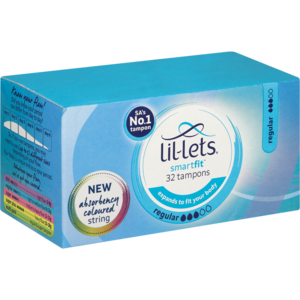 Know your flow!
SA's
No.1
tampon
lil-lets
smartfit™
32 tampons
expands to fit your body
regular
regular
NEW
absorbency
coloured
string